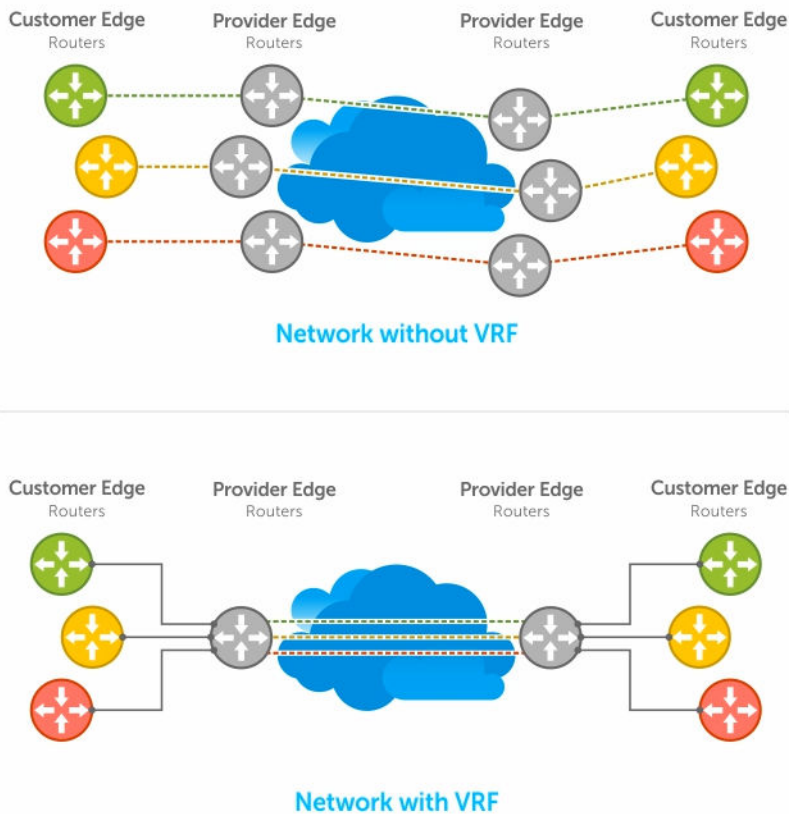 Customer Edge
Routers
Provider Edge
Routers
Provider Edge
Routers
Customer Edge
Routers
Network without VRF
Customer Edge
Routers
Provider Edge
Routers
Provider Edge
Routers
Customer Edge
Routers
Network with VRF